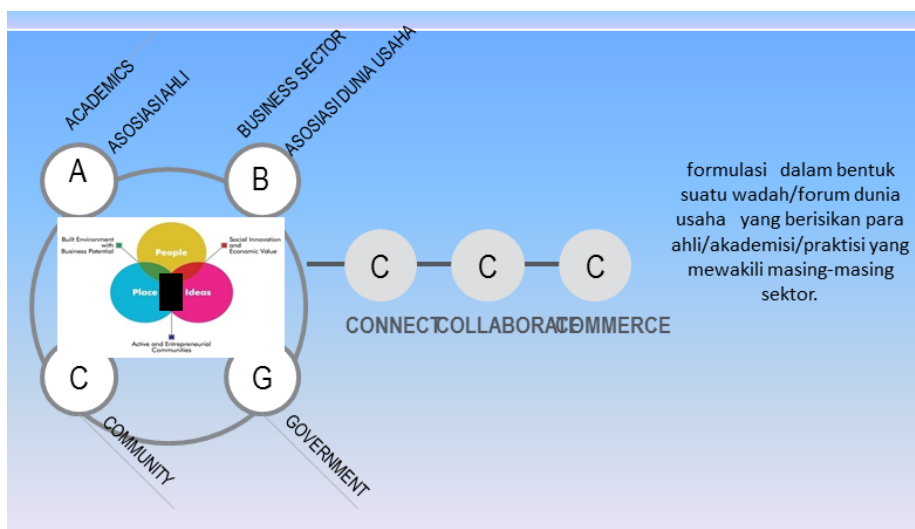 ACADEMICS
ASOSIASI AHLI
BUSINESS SECTOR
ASOSIASI DUNIA USAHA
A
B
Built Environment
with
Business Potential
People
Social Innovation
and
Economic Value
Place
Ideas
Active and Entrepreneurial
Communities
C
G
COMMUNITY
GOVERNMENT
C
C
C
CONNECT
COLLABORATE
COMMERCE
formulasi dalam bentuk
suatu wadah/forum dunia
usaha yang berisikan para
ahli/akademisi/praktisi yang
mewakili masing-masing
sektor.